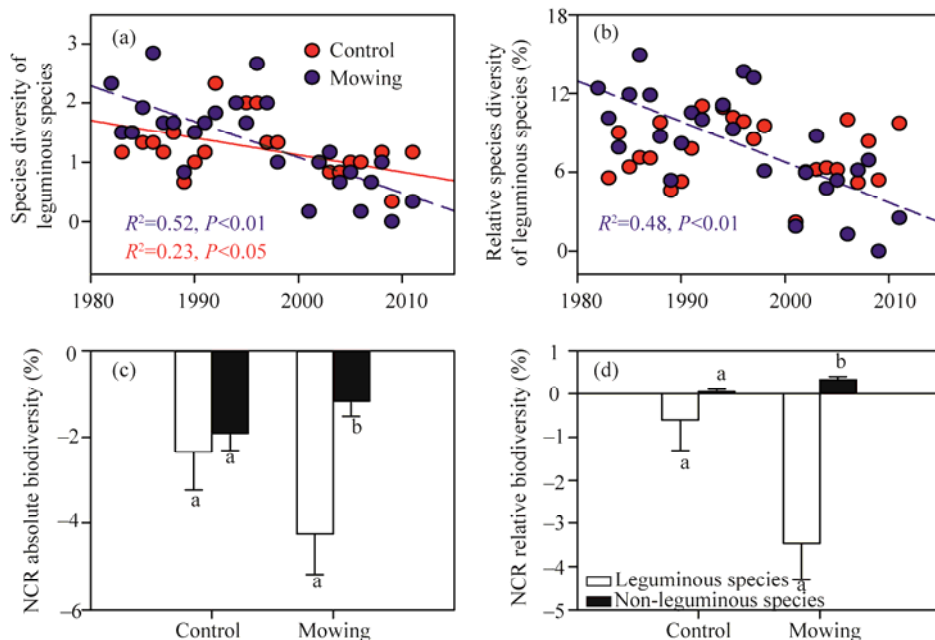 (a)
Control
Mowing
Species diversity of
leguminous species
3
2
1
0
R²=0.52, P<0.01
R²=0.23, P<0.05
1980
1990
2000
2010
(b)
Relative species diversity
of leguminous species (%)
18
12
6
0
R²=0.48, P<0.01
1980
1990
2000
2010
(c)
NCR absolute biodiversity (%)
0
−2
−4
−6
a
a
a
b
Control
Mowing
(d)
NCR relative biodiversity (%)
1
0
−1
−2
−3
−4
−5
a
a
a
b
Leguminous species
Non-leguminous species
Control
Mowing